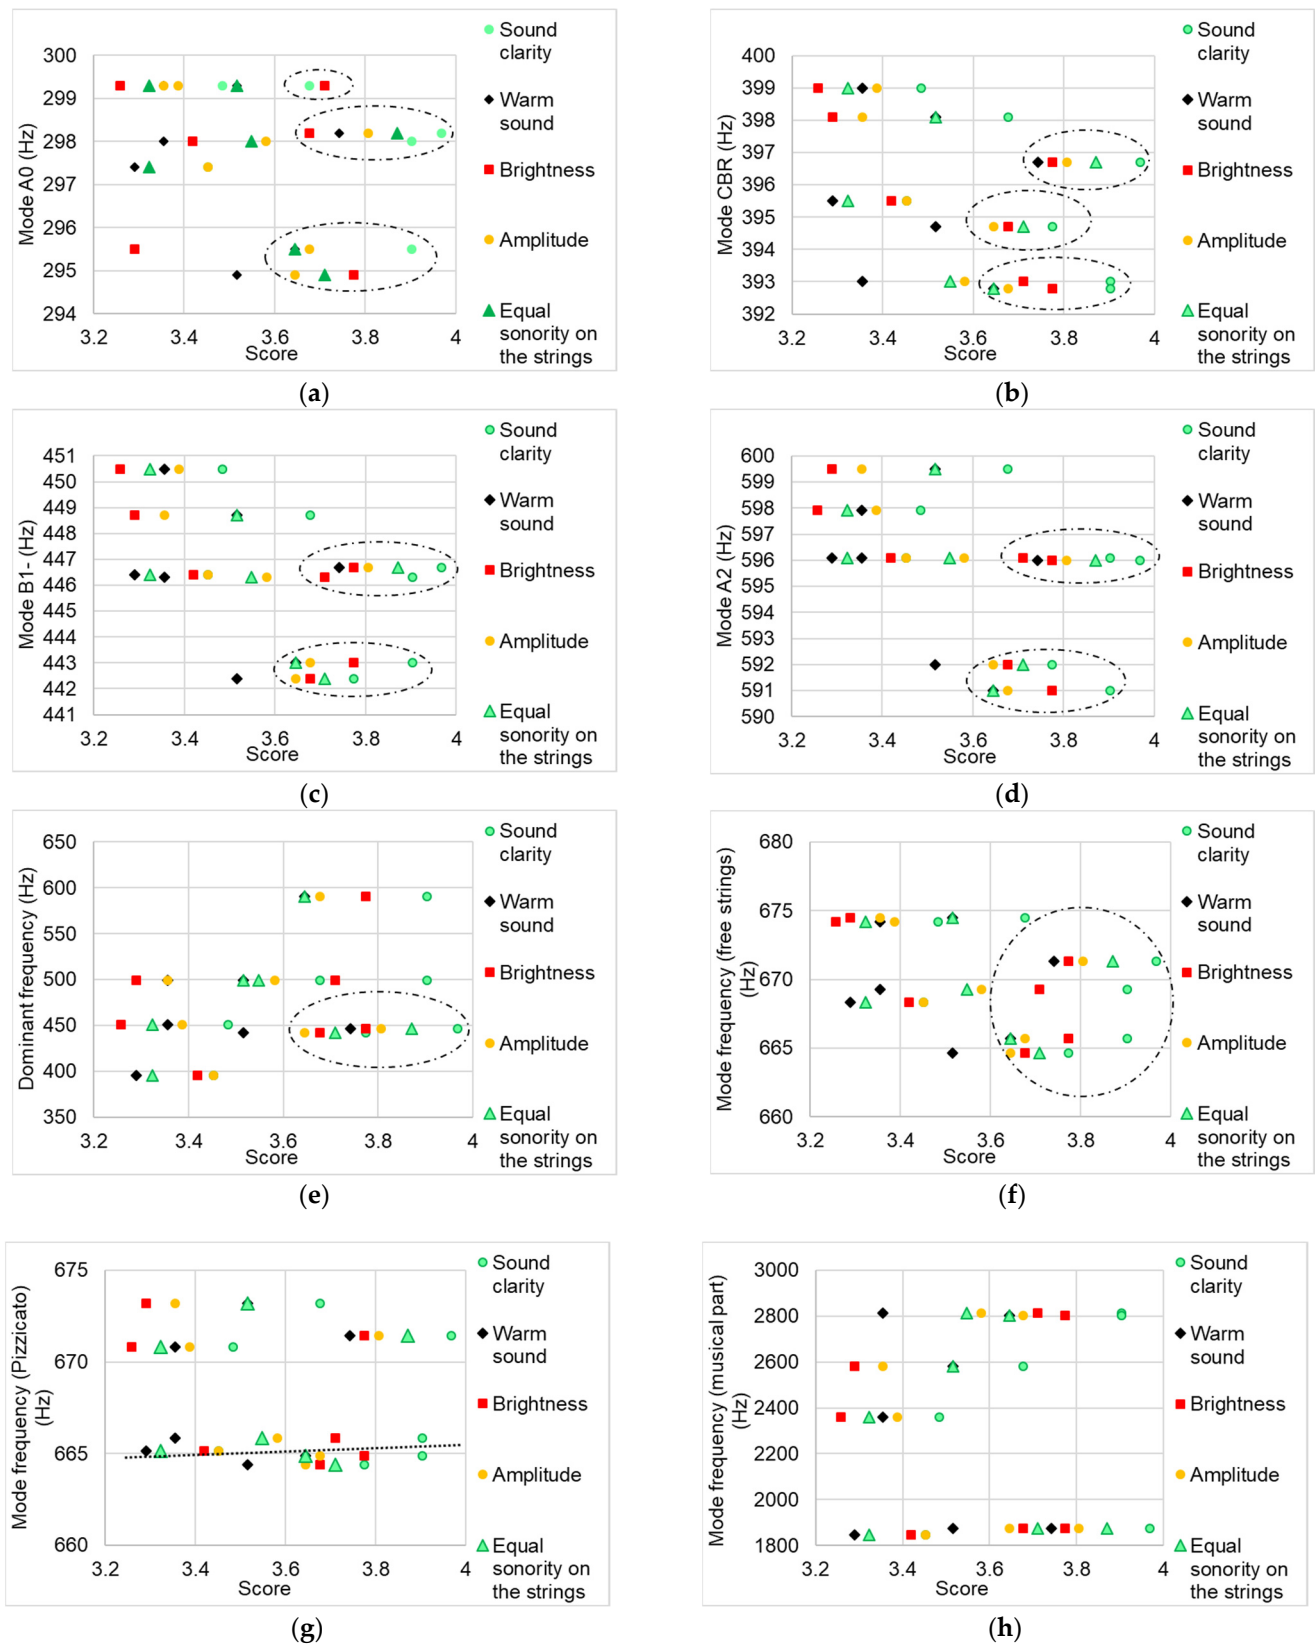 300
299
298
297
296
295
294
Mode A0 (Hz)
3.2 3.4 3.6 3.8 4
Score
Sound
clarity
Warm
sound
Brightness
Amplitude
Equal
sonority on
the strings
(a)
400
399
398
397
396
395
394
393
392
Mode CBR (Hz)
3.2 3.4 3.6 3.8 4
Score
Sound
clarity
Warm
sound
Brightness
Amplitude
Equal
sonority on
the strings
(b)
451
450
449
448
447
446
445
444
443
442
441
Mode B1- (Hz)
3.2 3.4 3.6 3.8 4
Score
Sound
clarity
Warm
sound
Brightness
Amplitude
Equal
sonority on
the strings
(c)
600
599
598
597
596
595
594
593
592
591
590
Mode A2 (Hz)
3.2 3.4 3.6 3.8 4
Score
Sound
clarity
Warm
sound
Brightness
Amplitude
Equal
sonority on
the strings
(d)
650
600
550
500
450
400
350
Dominant frequency (Hz)
3.2 3.4 3.6 3.8 4
Score
Sound
clarity
Warm
sound
Brightness
Amplitude
Equal
sonority on
the strings
(e)
680
675
670
665
660
Mode frequency (free strings)
(Hz)
3.2 3.4 3.6 3.8 4
Score
Sound
clarity
Warm
sound
Brightness
Amplitude
Equal
sonority on
the strings
(f)
675
670
665
660
Mode frequency (Pizzicato)
(Hz)
3.2 3.4 3.6 3.8 4
Score
Sound
clarity
Warm
sound
Brightness
Amplitude
Equal
sonority on
the strings
(g)
3000
2800
2600
2400
2200
2000
1800
Mode frequency (musical part)
(Hz)
3.2 3.4 3.6 3.8 4
Score
Sound
clarity
Warm
sound
Brightness
Amplitude
Equal
sonority on
the strings
(h)